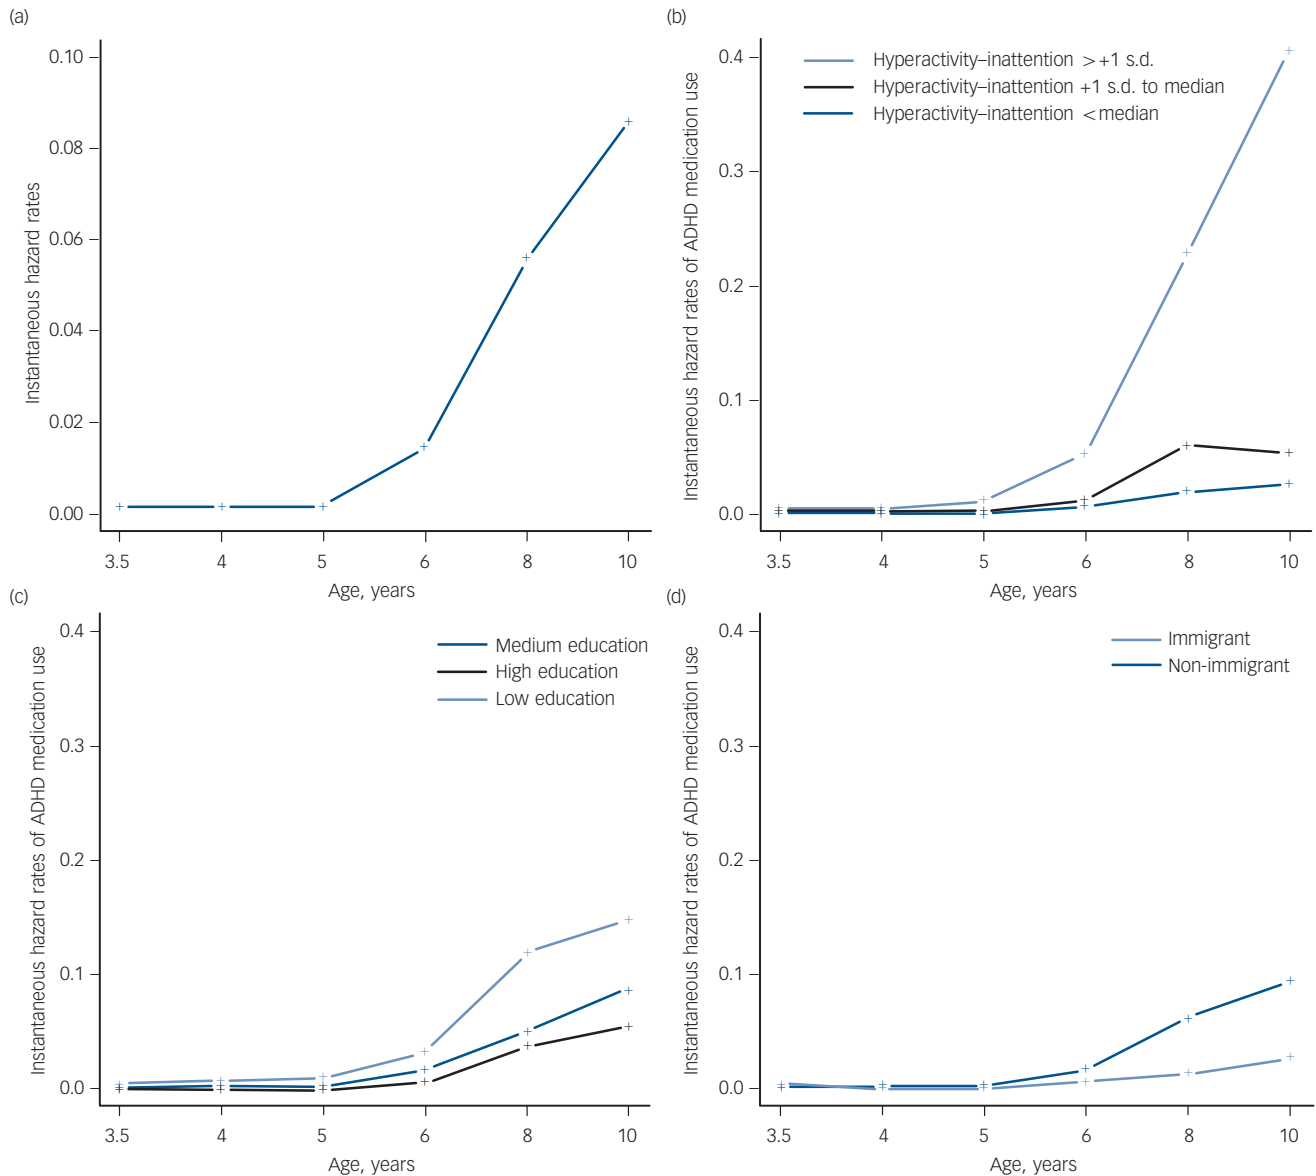 (a)
0.10
0.08
0.06
0.04
0.02
0.00
Instantaneous hazard rates
3.5 4 5 6 8 10
Age, years
(b)
Hyperactivity–inattention >+1 s.d.
Hyperactivity–inattention +1 s.d. to median
Hyperactivity–inattention <median
0.4
0.3
0.2
0.1
0.0
Instantaneous hazard rates of ADHD medication use
3.5 4 5 6 8 10
Age, years
(c)
Medium education
High education
Low education
0.4
0.3
0.2
0.1
0.0
Instantaneous hazard rates of ADHD medication use
3.5 4 5 6 8 10
Age, years
(d)
Immigrant
Non-immigrant
0.4
0.3
0.2
0.1
0.0
Instantaneous hazard rates of ADHD medication use
3.5 4 5 6 8 10
Age, years